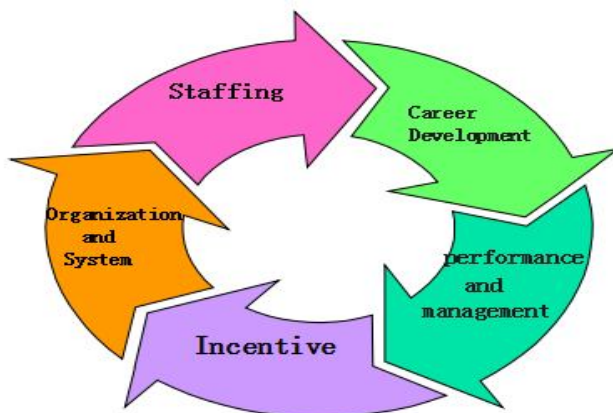 Staffing
Career
Development
Organization
and
System
performance
and
management
Incentive